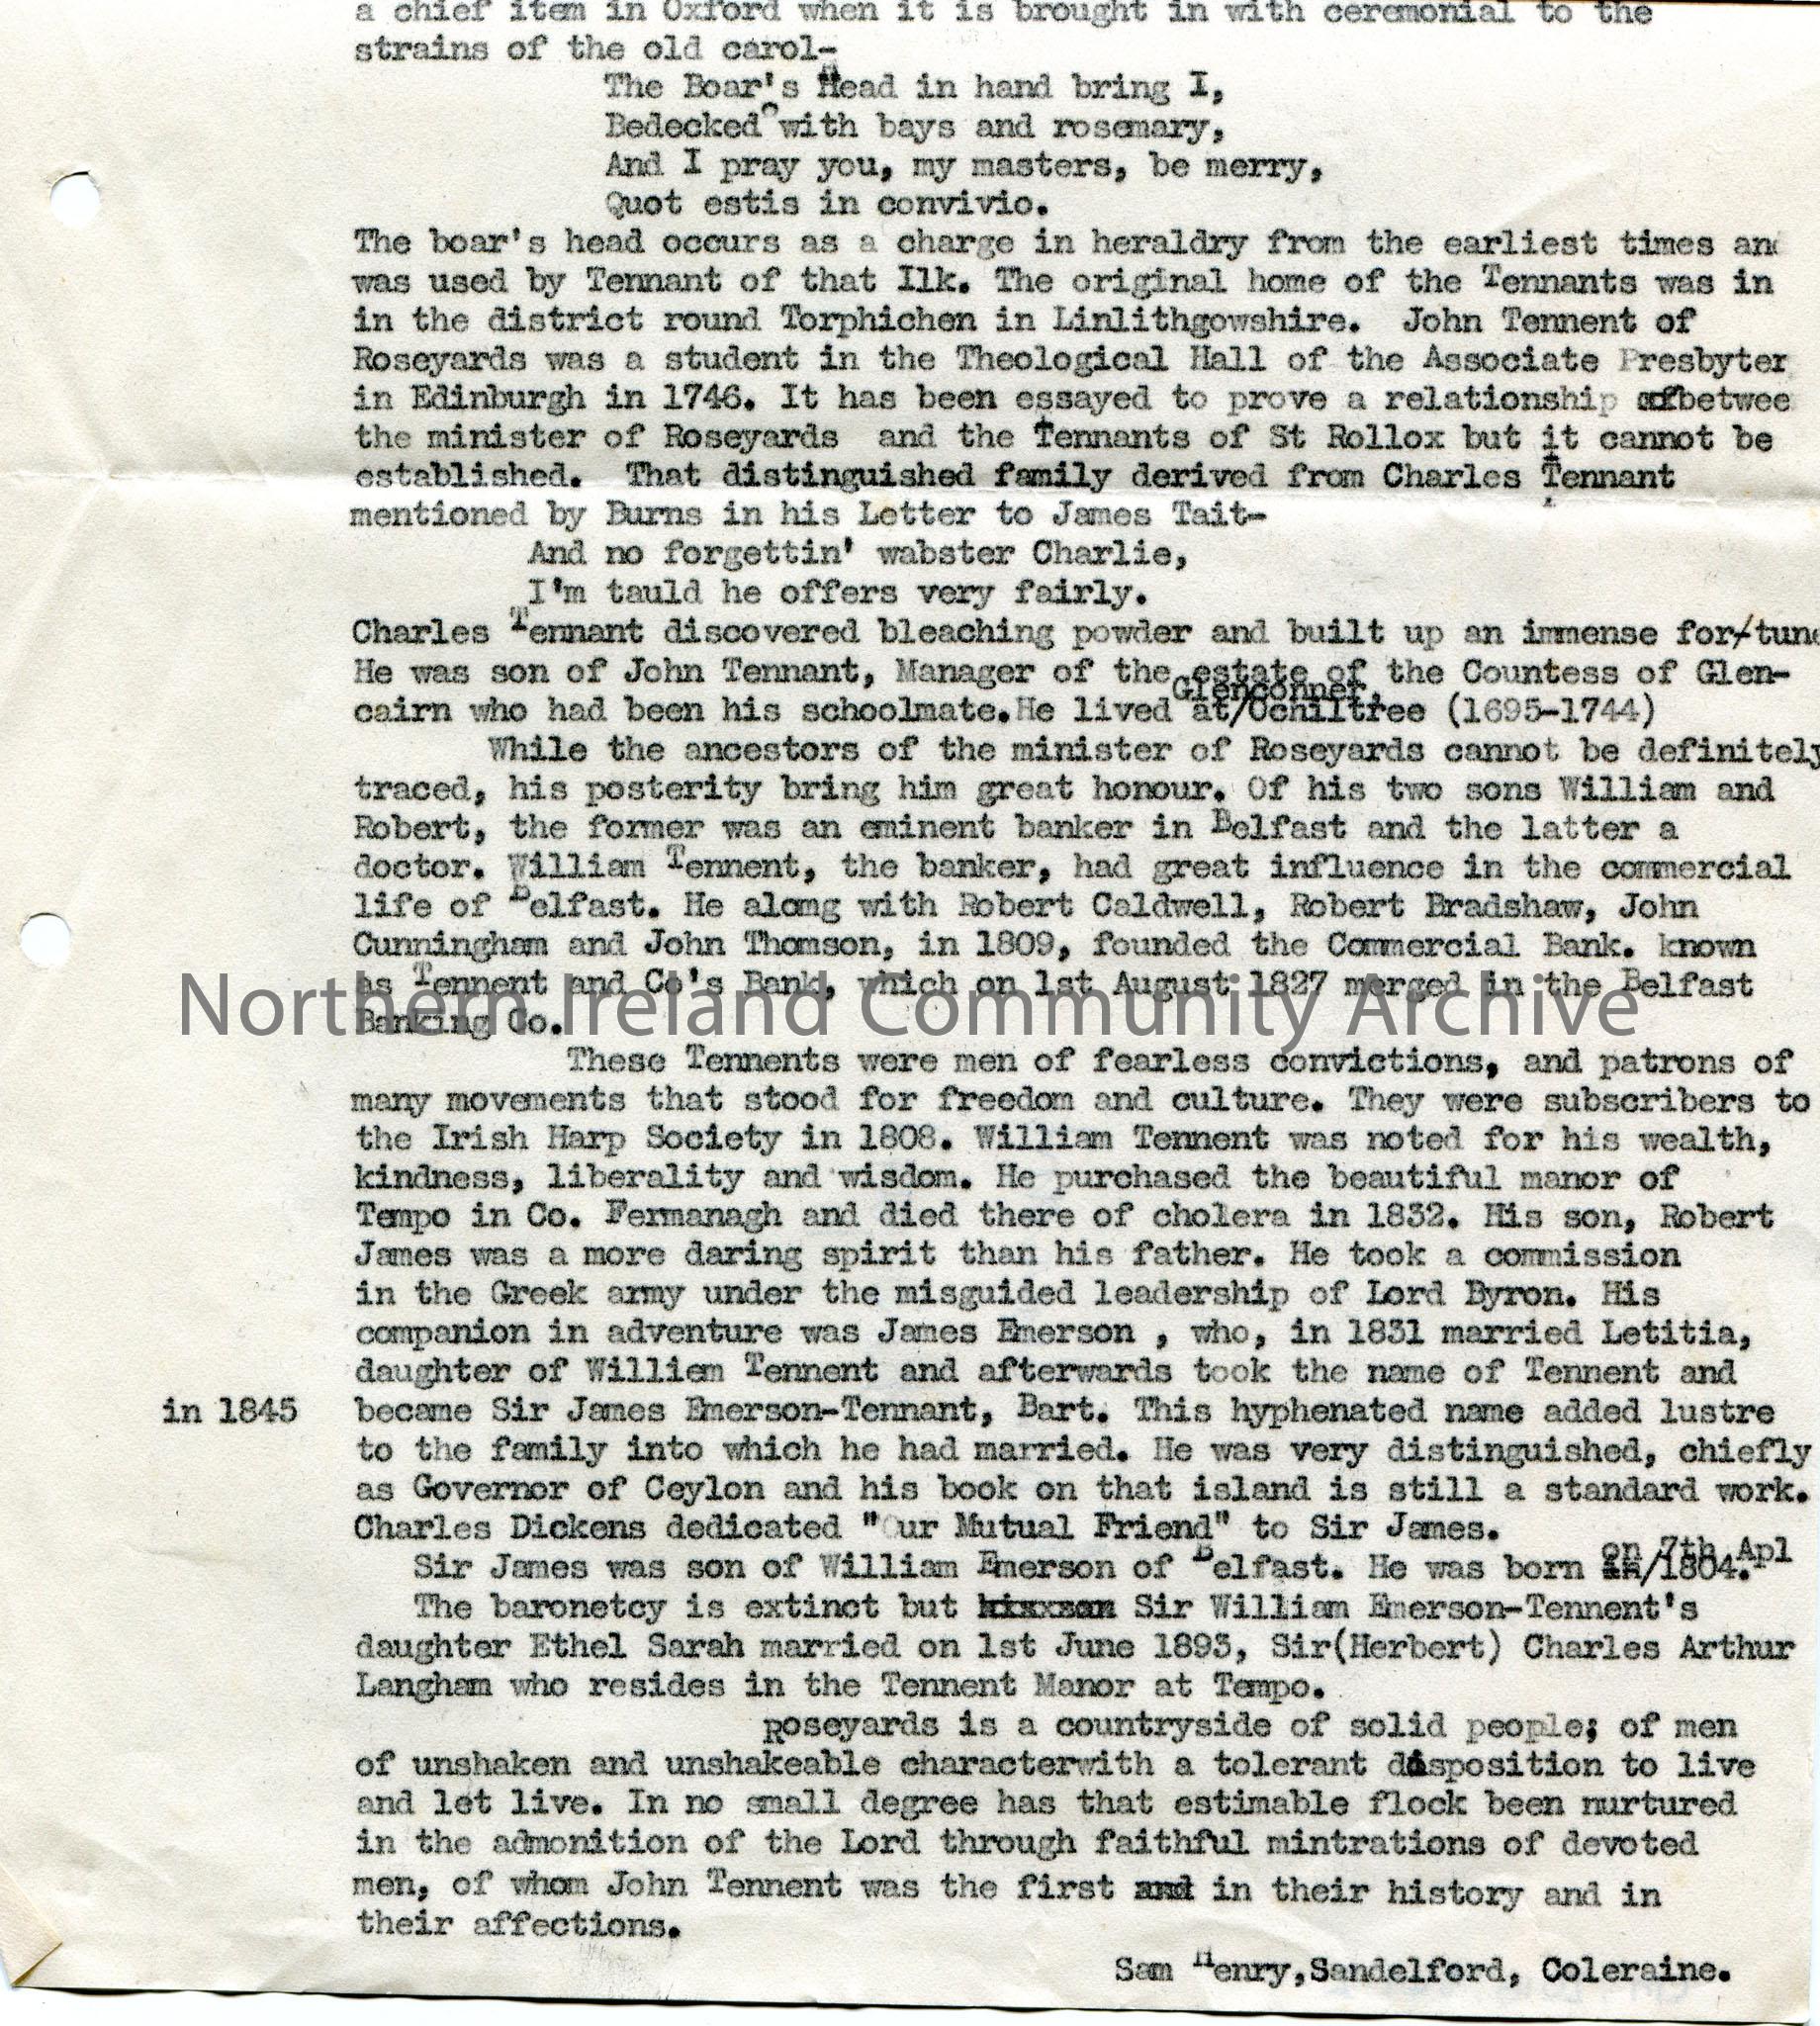 a chief item in Oxford when it is brought in with ceremonial to the
strains of the old carol-
The Boar's Head in hand bring I,
Bedecked with bays and rosemary,
And I pray you, my masters, be merry,
Quot estis in convivio.
The boar's head occurs as a charge in heraldry from the earliest times and
was used by Tennant of that Ilk. The original home of the Tennants was in
in the district round Torphichen in Linlithgowshire. John Tennent of
Roseyards was a student in the Theological Hall of the Associate Presbyter
in Edinburgh in 1746. It has been essayed to prove a relationship of betwee
the minister of Roseyards and the Tennants of St Rollox but it cannot be
established. That distinguished family derived from Charles Tennant
mentioned by Burns in his Letter to James Tait-
And no forgettin' wabster Charlie,
I'm tauld he offers very fairly.
Charles Tennant discovered bleaching powder and built up an immense for/tune
He was son of John Tennant, Manager of the estate of the Countess of Glen-
Glenconner,
cairn who had been his schoolmate.He lived at/Ochiltree (1695-1744)
While the ancestors of the minister of Roseyards cannot be definitely
traced, his posterity bring him great honour. Of his two sons William and
Robert, the former was an eminent banker in Belfast and the latter a
doctor. William Tennent, the banker, had great influence in the commercial
life of Belfast. He along with Robert Caldwell, Robert Bradshaw, John
Cunningham and John Thomson, in 1809, founded the Commercial Bank. known
as Tennent and Co's Bank, which on 1st August 1827 merged in the Belfast
Northern Ireland Community Archive
Banking Co.
These Tennents were men of fearless convictions, and patrons of
many movements that stood for freedom and culture. They were subscribers to
the Irish Harp Society in 1808. William Tennent was noted for his wealth,
kindness, liberality and wisdom. He purchased the beautiful manor of
Tempo in Co. Fermanagh and died there of cholera in 1832. His son, Robert
James was a more daring spirit than his father. He took a commission
in the Greek army under the misguided leadership of Lord Byron. His
companion in adventure was James Emerson , who, in 1831 married Letitia,
daughter of William Tennent and afterwards took the name of Tennent and
in 1845 became Sir James Emerson-Tennant, Bart. This hyphenated name added lustre
to the family into which he had married. He was very distinguished, chiefly
as Governor of Ceylon and his book on that island is still a standard work.
Charles Dickens dedicated "Our Mutual Friend" to Sir James.
on 7th Apl
Sir James was son of William Emerson of Belfast. He was born in/1804.
The baronetcy is extinct but his son Sir William Emerson-Tennent's
daughter Ethel Sarah married on 1st June 1893, Sir(Herbert) Charles Arthur
Langham who resides in the Tennent Manor at Tempo.
Roseyards is a countryside of solid people; of men
of unshaken and unshakeable characterwith a tolerant disposition to live
and let live. In no small degree has that estimable flock been nurtured
in the admonition of the Lord through faithful mintrations of devoted
men, of whom John Tennent was the first and in their history and in
their affections.
Sam Henry,Sandelford, Coleraine.